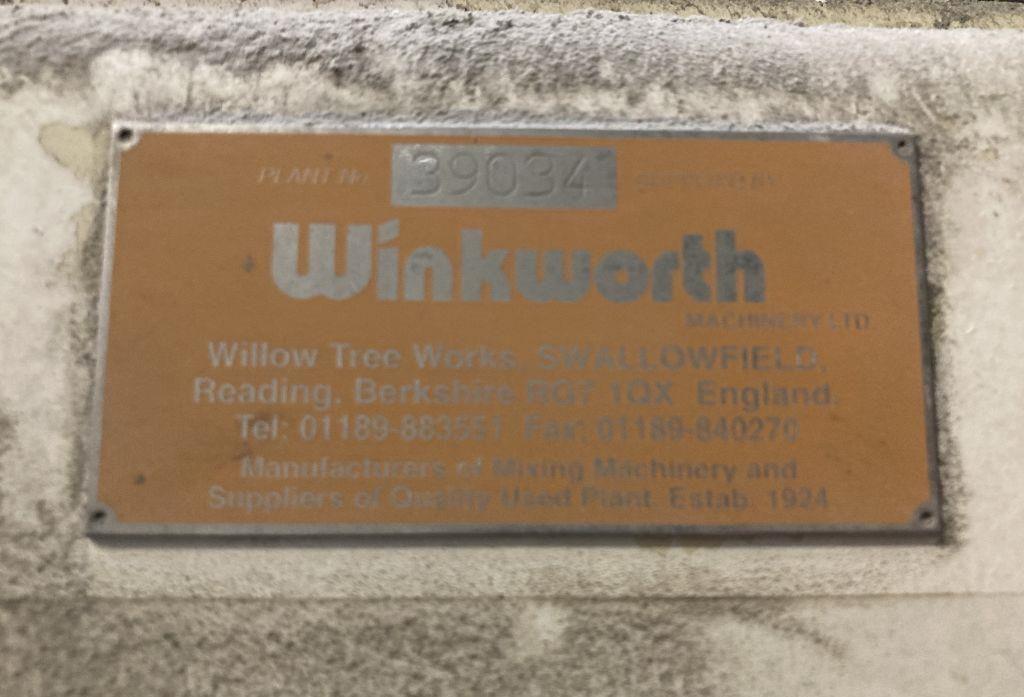 PLANT No. 39034 SUPPLIED BY
Winkworth
MACHINERY LTD
Willow Tree Works, SWALLOWFIELD,
Reading, Berkshire RG7 1QX England.
Tel: 01189-883551 Fax: 01189-840270
Manufacturers of Mixing Machinery and
Suppliers of Quality Used Plant. Estab. 1924